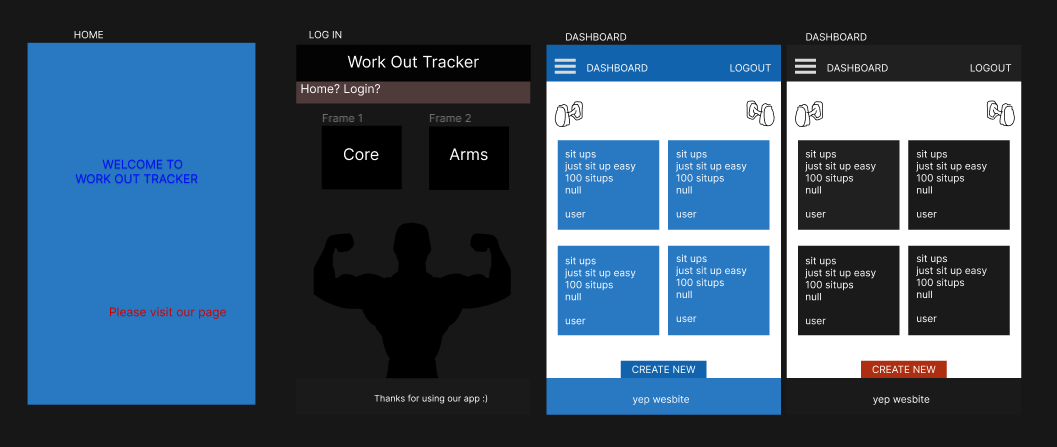 HOME
WELCOME TO
WORK OUT TRACKER
Please visit our page
LOG IN
Work Out Tracker
Home? Login?
Frame 1
Frame 2
Core
Arms
Thanks for using our app :)
DASHBOARD
DASHBOARD
LOGOUT
sit ups
just sit up easy
100 situps
null
user
sit ups
just sit up easy
100 situps
null
user
sit ups
just sit up easy
100 situps
null
user
sit ups
just sit up easy
100 situps
null
user
CREATE NEW
yep wesbite
DASHBOARD
DASHBOARD
LOGOUT
sit ups
just sit up easy
100 situps
null
user
sit ups
just sit up easy
100 situps
null
user
sit ups
just sit up easy
100 situps
null
user
sit ups
just sit up easy
100 situps
null
user
CREATE NEW
yep wesbite